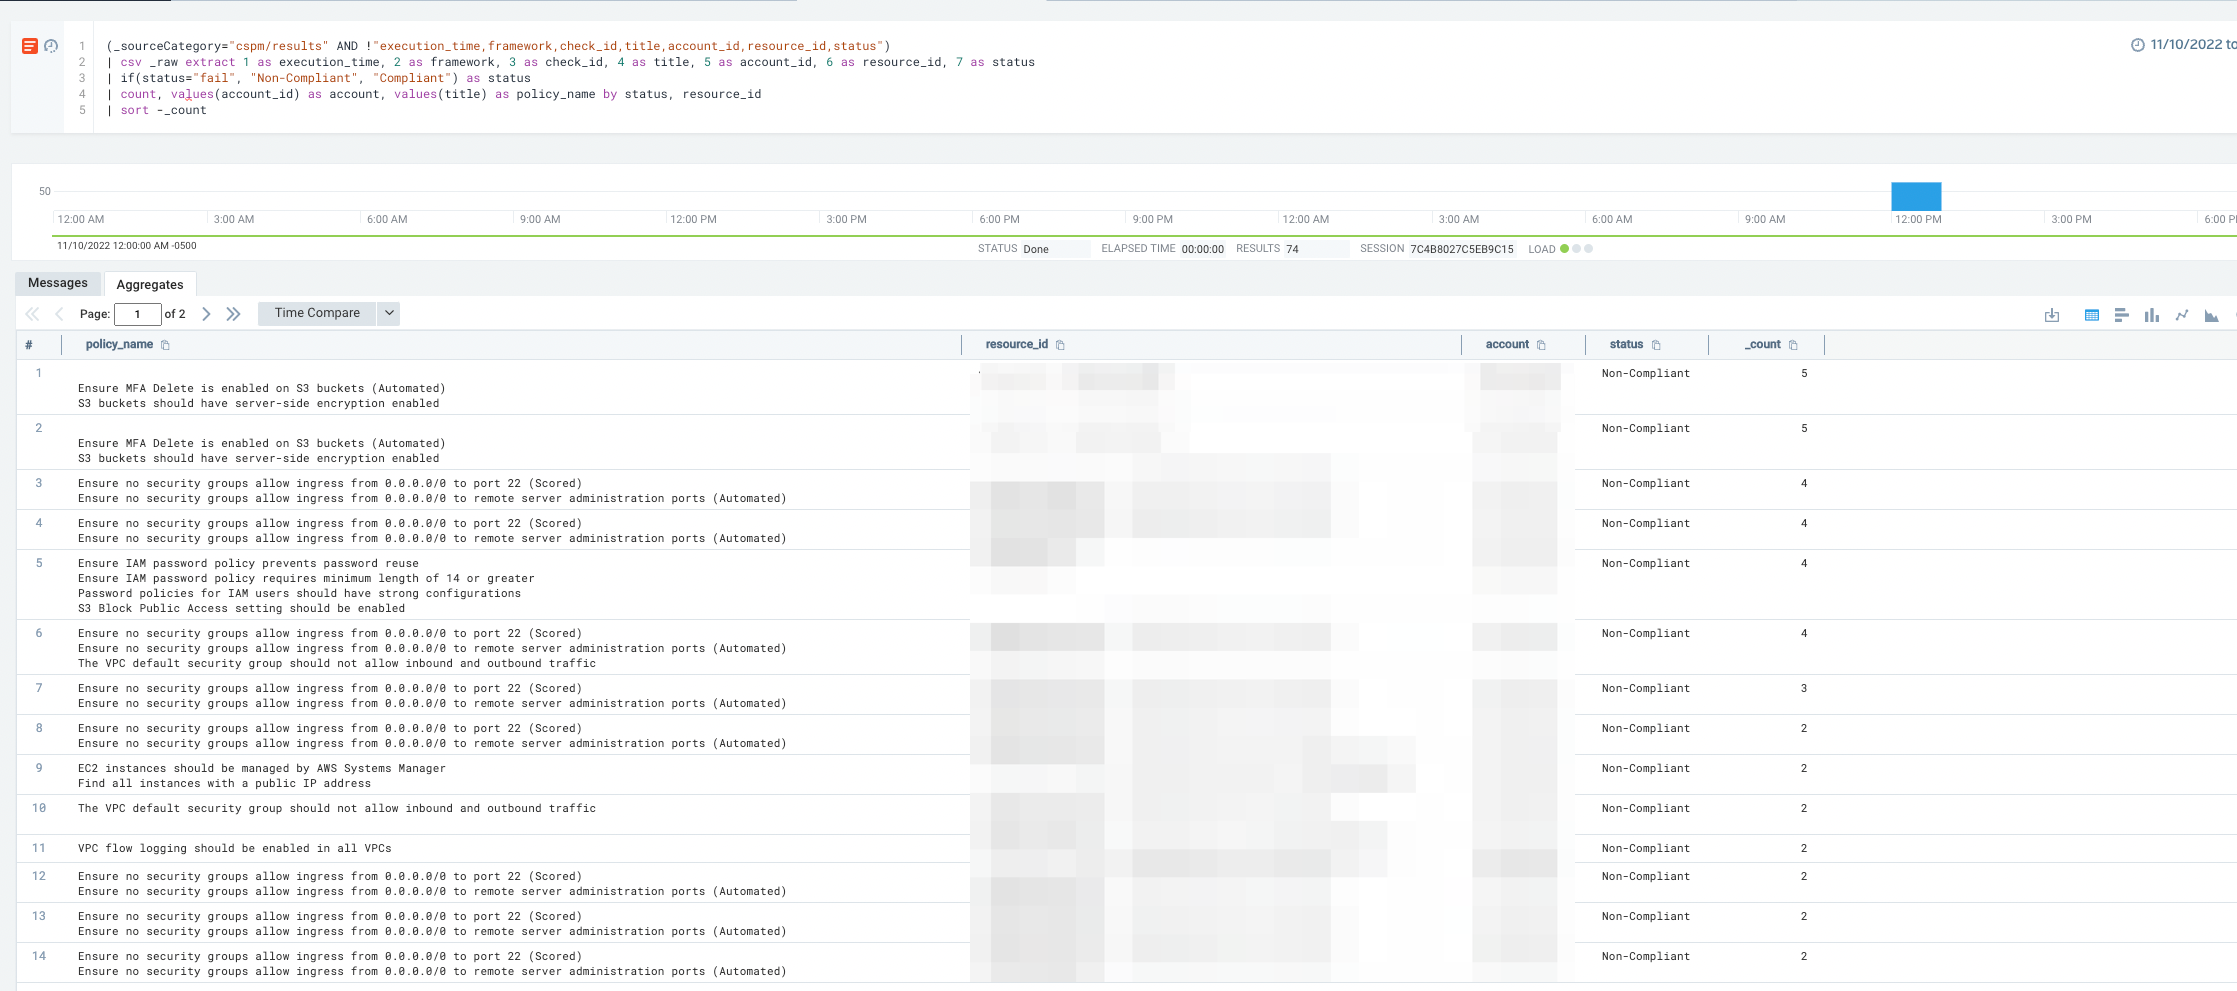 1 (_sourceCategory="cspm/results" AND !"execution_time,framework,check_id,title,account_id,resource_id,status")
2 | csv _raw extract 1 as execution_time, 2 as framework, 3 as check_id, 4 as title, 5 as account_id, 6 as resource_id, 7 as status
3 | if(status="fail", "Non-Compliant", "Compliant") as status
4 | count, values(account_id) as account, values(title) as policy_name by status, resource_id
5 | sort -_count
11/10/2022 to
50
12:00 AM 3:00 AM 6:00 AM 9:00 AM 12:00 PM 3:00 PM 6:00 PM 9:00 PM 12:00 AM 3:00 AM 6:00 AM 9:00 AM 12:00 PM 3:00 PM 6:00 P
11/10/2022 12:00:00 AM -0500 STATUS Done ELAPSED TIME 00:00:00 RESULTS 74 SESSION 7C4B8027C5EB9C15 LOAD
Messages Aggregates
Page: 1 of 2 Time Compare
# policy_name resource_id account status _count
1 Non-Compliant 5
Ensure MFA Delete is enabled on S3 buckets (Automated)
S3 buckets should have server-side encryption enabled
2 Non-Compliant 5
Ensure MFA Delete is enabled on S3 buckets (Automated)
S3 buckets should have server-side encryption enabled
3 Ensure no security groups allow ingress from 0.0.0.0/0 to port 22 (Scored) Non-Compliant 4
Ensure no security groups allow ingress from 0.0.0.0/0 to remote server administration ports (Automated)
4 Ensure no security groups allow ingress from 0.0.0.0/0 to port 22 (Scored) Non-Compliant 4
Ensure no security groups allow ingress from 0.0.0.0/0 to remote server administration ports (Automated)
5 Ensure IAM password policy prevents password reuse Non-Compliant 4
Ensure IAM password policy requires minimum length of 14 or greater
Password policies for IAM users should have strong configurations
S3 Block Public Access setting should be enabled
6 Ensure no security groups allow ingress from 0.0.0.0/0 to port 22 (Scored) Non-Compliant 4
Ensure no security groups allow ingress from 0.0.0.0/0 to remote server administration ports (Automated)
The VPC default security group should not allow inbound and outbound traffic
7 Ensure no security groups allow ingress from 0.0.0.0/0 to port 22 (Scored) Non-Compliant 3
Ensure no security groups allow ingress from 0.0.0.0/0 to remote server administration ports (Automated)
8 Ensure no security groups allow ingress from 0.0.0.0/0 to port 22 (Scored) Non-Compliant 2
Ensure no security groups allow ingress from 0.0.0.0/0 to remote server administration ports (Automated)
9 EC2 instances should be managed by AWS Systems Manager Non-Compliant 2
Find all instances with a public IP address
10 The VPC default security group should not allow inbound and outbound traffic Non-Compliant 2
11 VPC flow logging should be enabled in all VPCs Non-Compliant 2
12 Ensure no security groups allow ingress from 0.0.0.0/0 to port 22 (Scored) Non-Compliant 2
Ensure no security groups allow ingress from 0.0.0.0/0 to remote server administration ports (Automated)
13 Ensure no security groups allow ingress from 0.0.0.0/0 to port 22 (Scored) Non-Compliant 2
Ensure no security groups allow ingress from 0.0.0.0/0 to remote server administration ports (Automated)
14 Ensure no security groups allow ingress from 0.0.0.0/0 to port 22 (Scored) Non-Compliant 2
Ensure no security groups allow ingress from 0.0.0.0/0 to remote server administration ports (Automated)